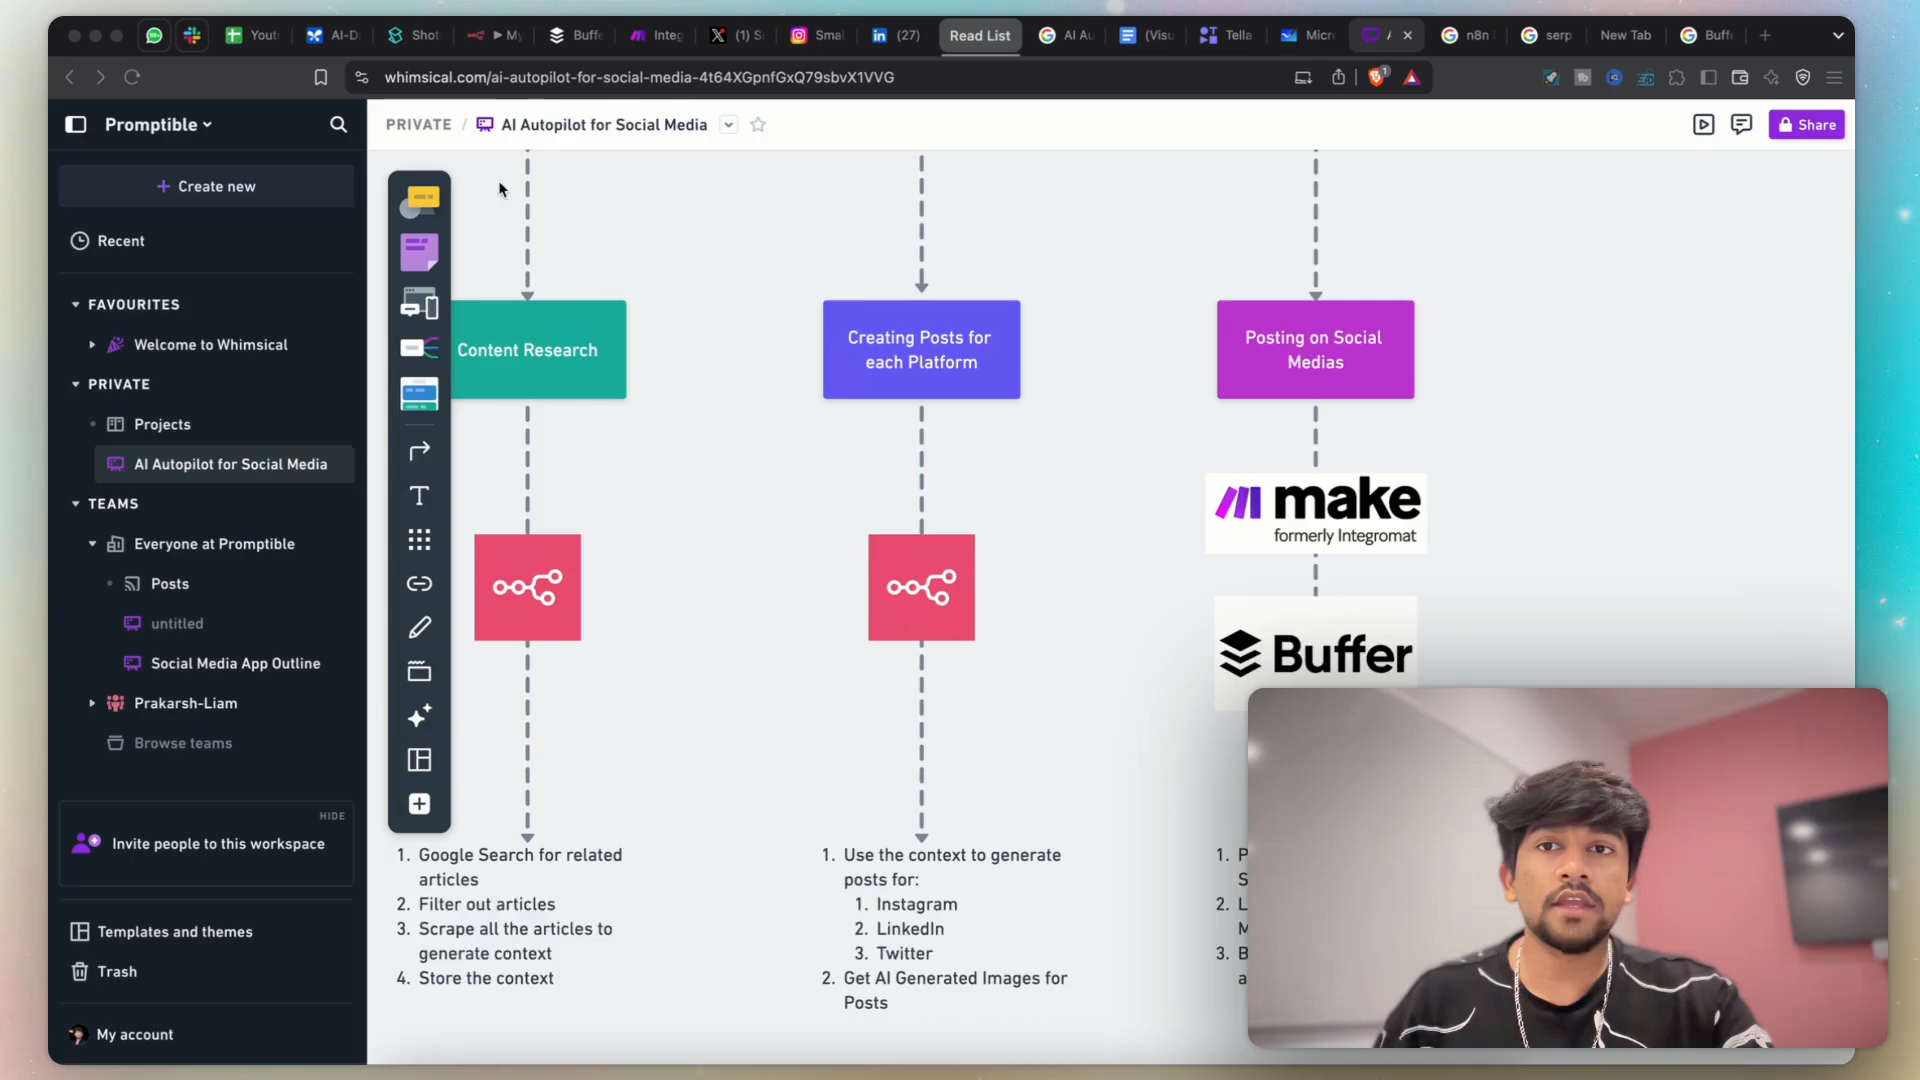 Yout
AI-D
Shot
My
Buffe
Integ
(1) S
Smal
(27)
Read List
AI Au
(Visu
Tella
Micr
n8n
serp
New Tab
Buffe
whimsical.com/ai-autopilot-for-social-media-4t64XGpnfGxQ79sbvX1VVG
1
Promptible
PRIVATE / AI Autopilot for Social Media
Share
+ Create new
Recent
FAVOURITES
Welcome to Whimsical
PRIVATE
Projects
AI Autopilot for Social Media
TEAMS
Everyone at Promptible
Posts
untitled
Social Media App Outline
Prakarsh-Liam
Browse teams
HIDE
Invite people to this workspace
Templates and themes
Trash
My account
Content Research
Creating Posts for
each Platform
Posting on Social
Medias
make
formerly Integromat
Buffer
1. Google Search for related
articles
2. Filter out articles
3. Scrape all the articles to
generate context
4. Store the context
1. Use the context to generate
posts for:
1. Instagram
2. LinkedIn
3. Twitter
2. Get AI Generated Images for
Posts
1. P
S
2. L
M
3. B
a